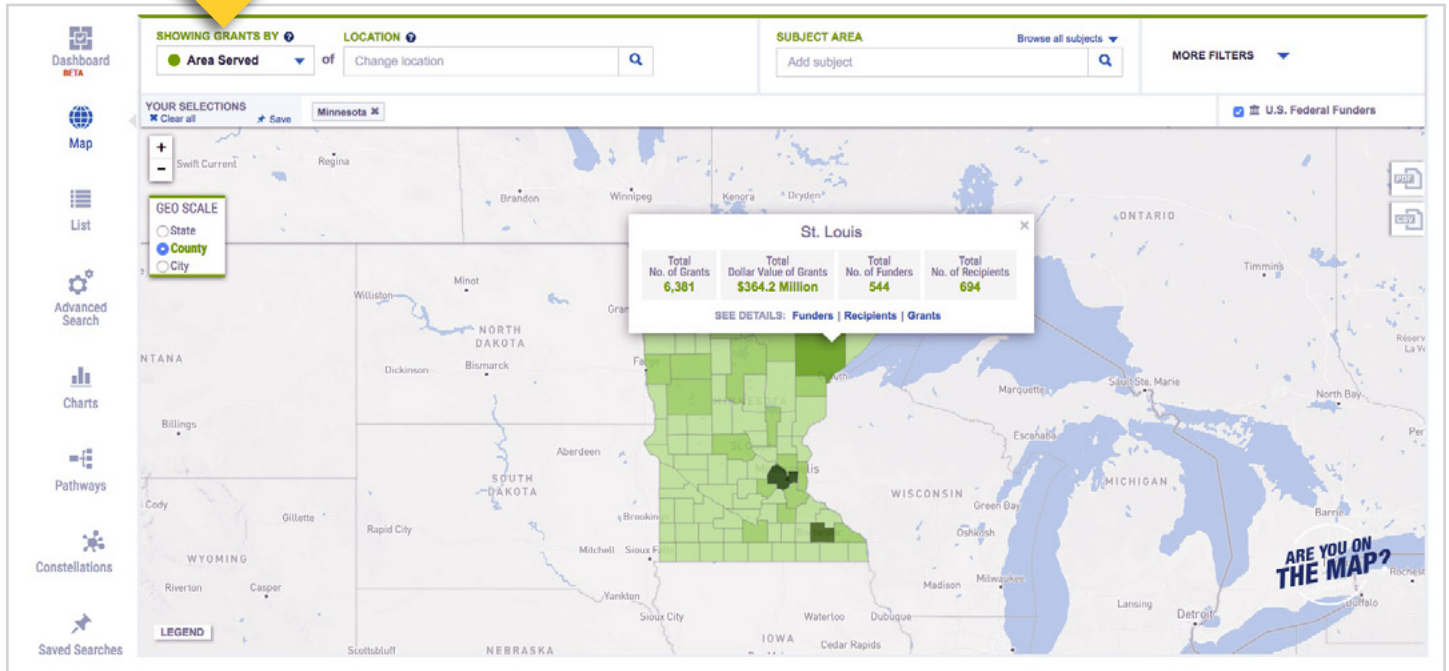 SHOWING GRANTS BY ?
Area Served
of
LOCATION ?
Change location
SUBJECT AREA
Browse all subjects
Add subject
MORE FILTERS
YOUR SELECTIONS
✖ Clear all
Save
Minnesota ✖
U.S. Federal Funders
Dashboard
BETA
Map
List
Advanced
Search
Charts
Pathways
Constellations
Saved Searches
+
-
GEO SCALE
State
County
City
PDF
CSV
St. Louis
×
Total
No. of Grants
6,381
Total
Dollar Value of Grants
$364.2 Million
Total
No. of Funders
544
Total
No. of Recipients
694
SEE DETAILS: Funders | Recipients | Grants
Swift Current
Regina
Brandon
Winnipeg
Kenora
Dryden
ONTARIO
Timmins
Minot
Williston
NORTH
DAKOTA
Dickinson
Bismarck
NTANA
Billings
MINNESOTA
Marquette
Sault Ste. Marie
North Bay
Escanaba
Aberdeen
SOUTH
DAKOTA
WISCONSIN
Green Bay
MICHIGAN
Barrie
Cody
Gillette
Rapid City
Oshkosh
WYOMING
Mitchell
Riverton
Casper
Madison
Milwaukee
Yankton
Sioux City
Waterloo
Dubuque
Lansing
Detroit
Buffalo
IOWA
Cedar Rapids
Scottsbluff
NEBRASKA
LEGEND
ARE YOU ON
THE MAP?